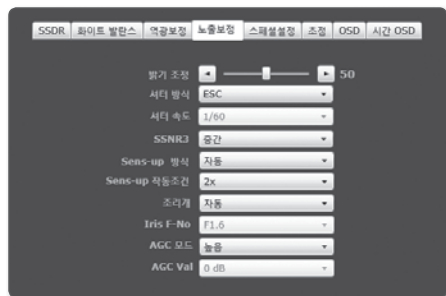 SSDR 화이트 발란스 역광보정 노출보정 스페셜설정 조정 OSD 시간 OSD
밝기 조정 50
셔터 방식 ESC
셔터 속도 1/60
SSNR3 중간
Sens-up 방식 자동
Sens-up 작동조건 2x
조리개 자동
Iris F-No F1.6
AGC 모드 높음
AGC Val 0 dB